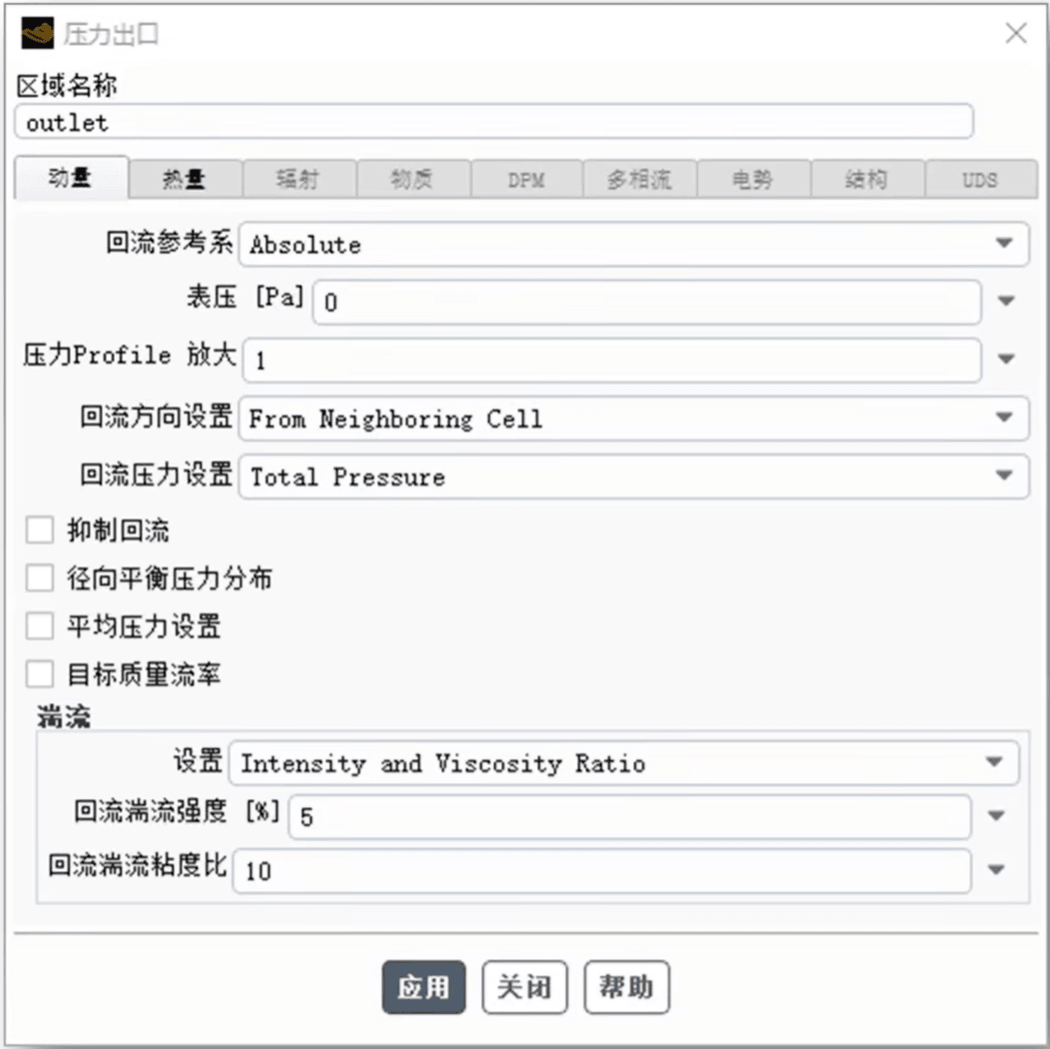 压力出口
区域名称
outlet
动量 热量 辐射 物质 DPM 多相流 电势 结构 UDS
回流参考系 Absolute
表压 [Pa] 0
压力Profile 放大 1
回流方向设置 From Neighboring Cell
回流压力设置 Total Pressure
抑制回流
径向平衡压力分布
平均压力设置
目标质量流率
湍流
设置 Intensity and Viscosity Ratio
回流湍流强度 [%] 5
回流湍流粘度比 10
应用 关闭 帮助